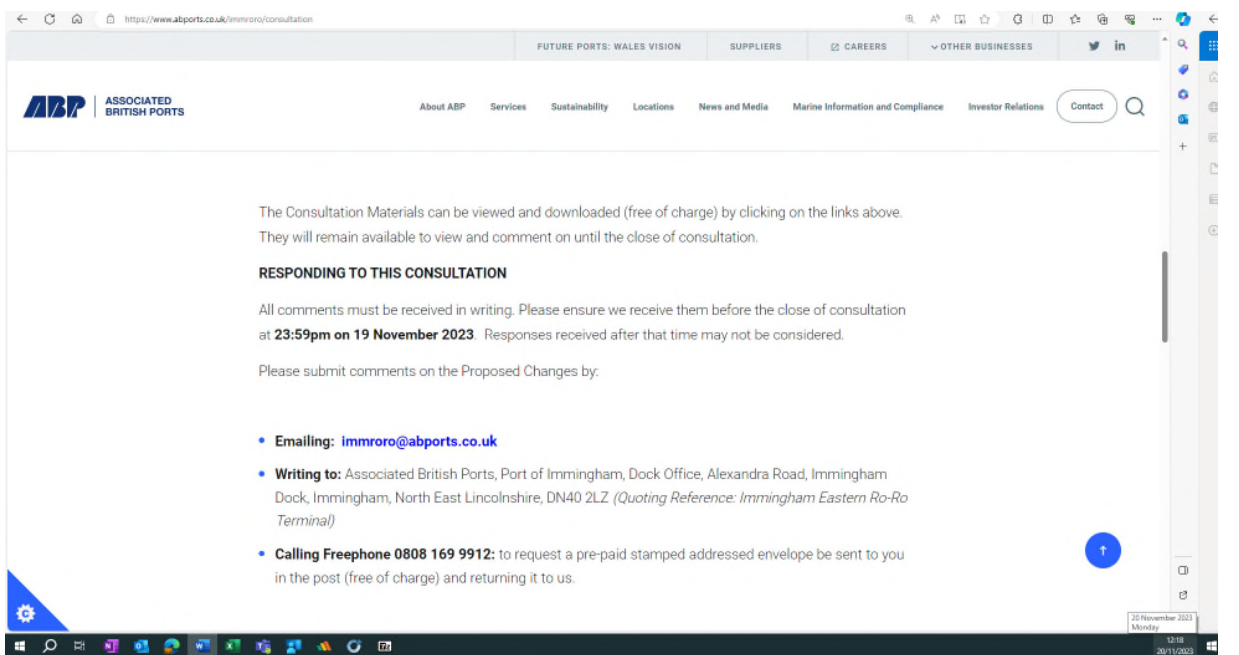 https://www.abports.co.uk/immroro/consultation
FUTURE PORTS: WALES VISION SUPPLIERS CAREERS OTHER BUSINESSES in
ABP ASSOCIATED BRITISH PORTS
About ABP Services Sustainability Locations News and Media Marine Information and Compliance Investor Relations Contact
The Consultation Materials can be viewed and downloaded (free of charge) by clicking on the links above.
They will remain available to view and comment on until the close of consultation.
RESPONDING TO THIS CONSULTATION
All comments must be received in writing. Please ensure we receive them before the close of consultation
at 23:59pm on 19 November 2023. Responses received after that time may not be considered.
Please submit comments on the Proposed Changes by:
• Emailing: immroro@abports.co.uk
• Writing to: Associated British Ports, Port of Immingham, Dock Office, Alexandra Road, Immingham
Dock, Immingham, North East Lincolnshire, DN40 2LZ (Quoting Reference: Immingham Eastern Ro-Ro
Terminal)
• Calling Freephone 0808 169 9912: to request a pre-paid stamped addressed envelope be sent to you
in the post (free of charge) and returning it to us.
20 November 2023
Monday
12:18
20/11/2023